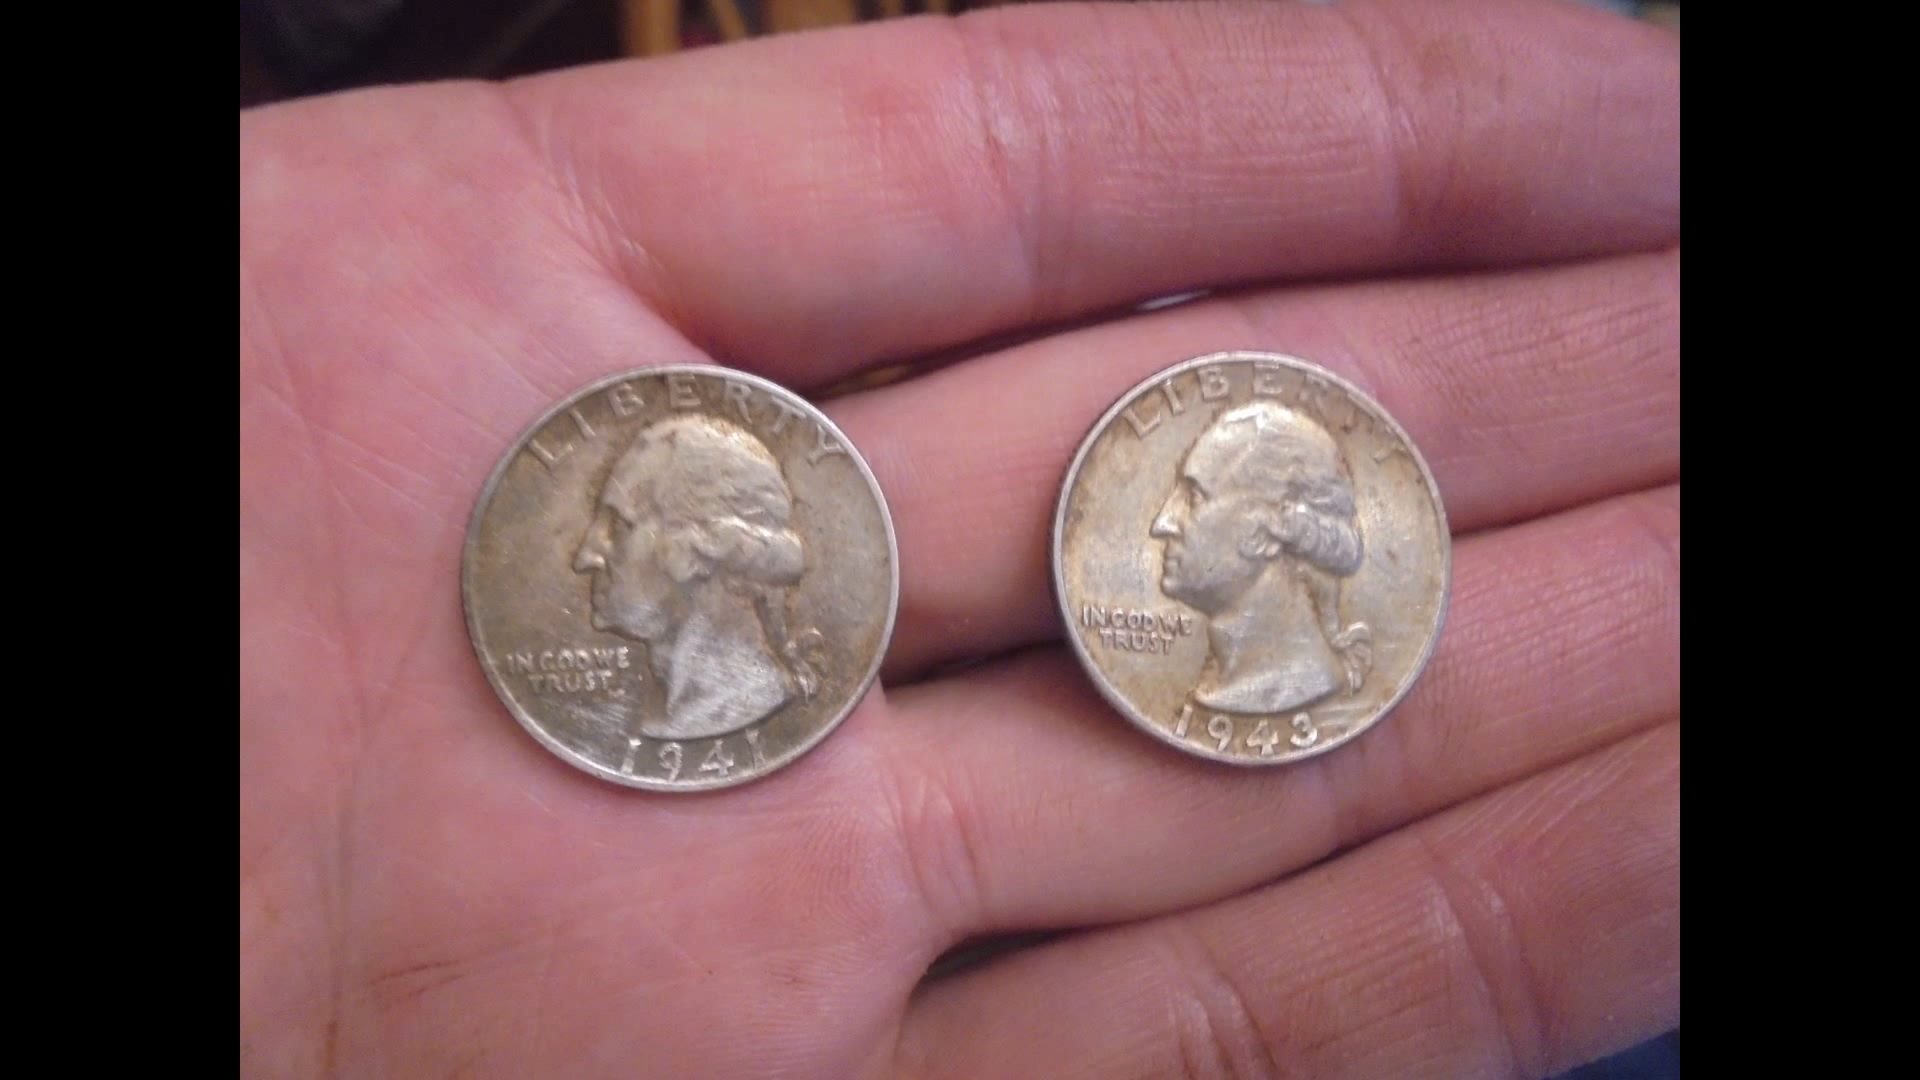 LIBERTY
IN GOD WE
TRUST
1941
LIBERTY
IN GOD WE
TRUST
1943